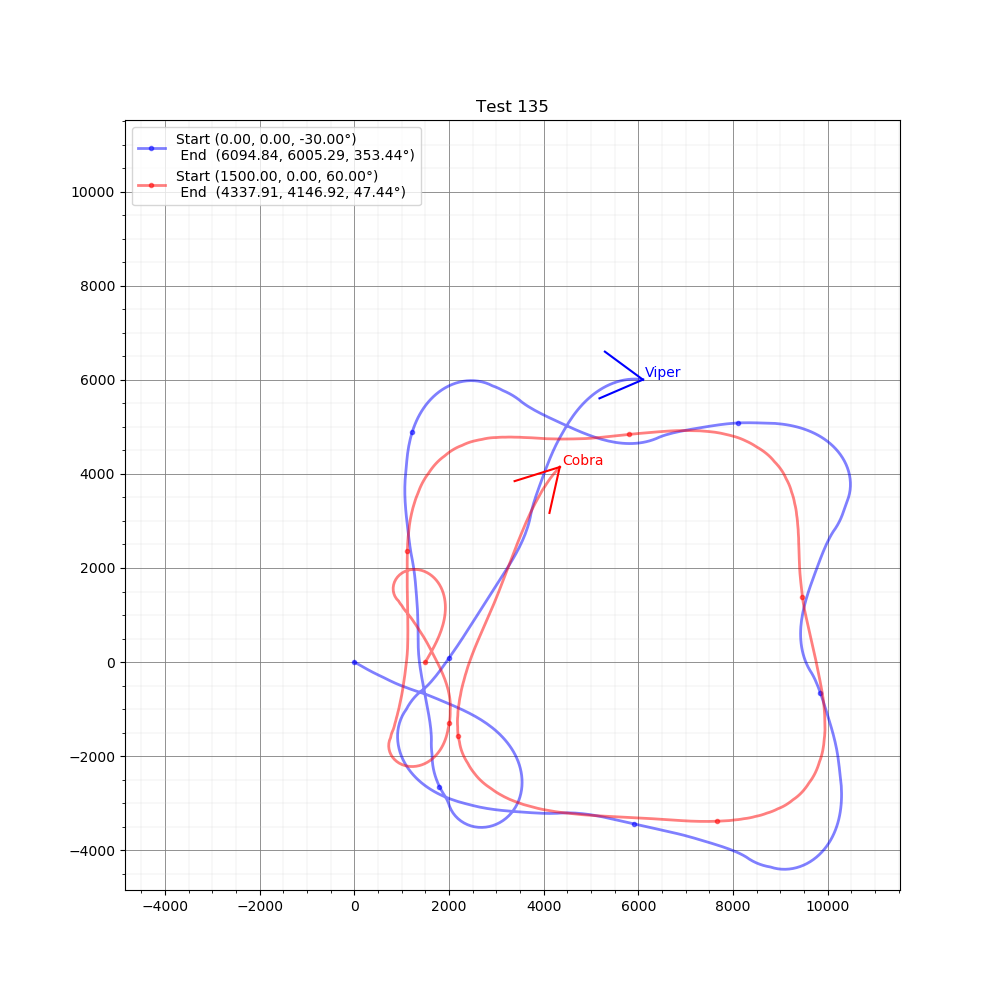 Test 135
Start (0.00, 0.00, -30.00°)
End (6094.84, 6005.29, 353.44°)
Start (1500.00, 0.00, 60.00°)
End (4337.91, 4146.92, 47.44°)
10000
8000
6000
4000
2000
0
−2000
−4000
Viper
Cobra
−4000 −2000 0 2000 4000 6000 8000 10000